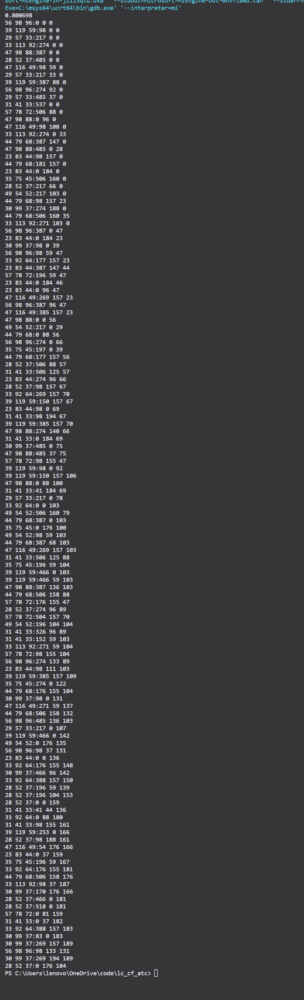 Exe=C:\msys64\ucrt64\bin\gdb.exe' '--interpreter=mi'
0.800698
56 98 96:0 0 0
39 119 59:98 0 0
29 57 33:217 0 0
33 113 92:274 0 0
47 98 88:387 0 0
28 52 37:485 0 0
47 116 49:98 59 0
29 57 33:217 33 0
39 119 59:387 88 0
56 98 96:274 92 0
29 57 33:485 37 0
31 41 33:537 0 0
57 78 72:506 88 0
47 98 88:0 96 0
47 116 49:98 108 0
33 113 92:274 0 33
44 79 68:387 147 0
47 98 88:485 0 28
23 83 44:98 157 0
44 79 68:181 157 0
23 83 44:0 184 0
35 75 45:506 160 0
28 52 37:217 66 0
49 54 52:217 103 0
44 79 68:98 157 23
30 99 37:274 188 0
44 79 68:506 160 35
33 113 92:271 103 0
56 98 96:387 0 47
23 83 44:0 184 23
30 99 37:98 0 39
56 98 96:98 59 47
33 92 64:177 157 23
23 83 44:387 147 44
57 78 72:196 59 47
23 83 44:0 184 46
23 83 44:0 96 47
47 116 49:269 157 23
56 98 96:387 96 47
47 116 49:385 157 23
47 98 88:0 0 56
49 54 52:217 0 29
44 79 68:0 88 56
56 98 96:274 0 66
35 75 45:197 0 39
44 79 68:177 157 56
28 52 37:506 88 57
31 41 33:506 125 57
23 83 44:274 96 66
28 52 37:98 157 67
33 92 64:269 157 70
39 119 59:150 157 67
23 83 44:98 0 69
31 41 33:98 194 67
39 119 59:385 157 70
47 98 88:274 140 66
31 41 33:0 184 69
30 99 37:485 0 75
47 98 88:485 37 75
57 78 72:98 155 47
39 119 59:98 0 92
39 119 59:150 157 106
47 98 88:0 88 100
31 41 33:41 184 69
29 57 33:217 0 78
33 92 64:0 0 103
49 54 52:506 160 79
44 79 68:387 0 103
35 75 45:0 176 100
49 54 52:98 59 103
44 79 68:387 68 103
47 116 49:269 157 103
31 41 33:506 125 88
35 75 45:196 59 104
39 119 59:466 0 103
39 119 59:466 59 103
47 98 88:387 136 103
44 79 68:506 158 88
57 78 72:176 155 47
28 52 37:274 96 89
57 78 72:504 157 70
49 54 52:196 104 104
31 41 33:326 96 89
31 41 33:152 59 103
33 113 92:271 59 104
57 78 72:98 155 104
56 98 96:274 133 89
23 83 44:98 111 103
39 119 59:385 157 109
35 75 45:274 0 122
44 79 68:176 155 104
30 99 37:98 0 131
47 116 49:271 59 137
44 79 68:506 158 132
56 98 96:485 136 103
29 57 33:217 0 107
39 119 59:466 0 142
49 54 52:0 176 135
56 98 96:98 37 131
23 83 44:0 0 136
33 92 64:176 155 148
30 99 37:466 96 142
33 92 64:388 157 150
28 52 37:196 59 139
28 52 37:196 104 153
28 52 37:0 0 159
31 41 33:41 44 136
33 92 64:0 88 180
31 41 33:98 155 161
39 119 59:253 0 166
28 52 37:98 188 161
47 116 49:54 176 166
23 83 44:0 37 159
35 75 45:196 59 167
33 92 64:176 155 181
44 79 68:506 158 176
33 113 92:98 37 187
30 99 37:170 176 166
28 52 37:466 0 181
28 52 37:518 0 181
57 78 72:0 81 159
31 41 33:0 37 182
33 92 64:388 157 183
30 99 37:83 0 183
30 99 37:269 157 189
56 98 96:98 133 131
30 99 37:269 194 189
28 52 37:0 176 184
PS C:\Users\lenovo\OneDrive\code\lc_cf_atc>